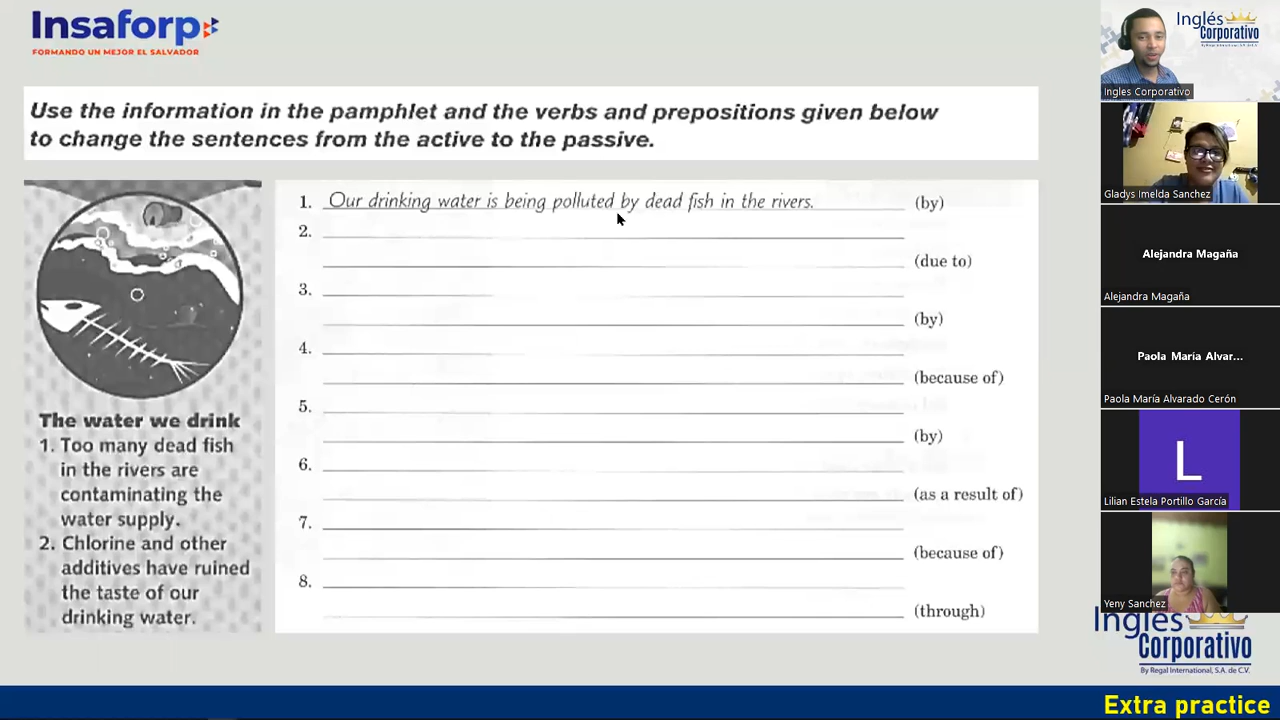 Insaforp
FORMANDO UN MEJOR EL SALVADOR
Use the information in the pamphlet and the verbs and prepositions given below
to change the sentences from the active to the passive.
1. Our drinking water is being polluted by dead fish in the rivers. (by)
2.
(due to)
3.
(by)
4.
(because of)
5.
(by)
6.
(as a result of)
7.
(because of)
8.
(through)
The water we drink
1. Too many dead fish
in the rivers are
contaminating the
water supply.
2. Chlorine and other
additives have ruined
the taste of our
drinking water.
Inglés
Corporativo
By Regal International, S.A. de C.V.
Ingles Corporativo
Gladys Imelda Sanchez
Alejandra Magaña
Alejandra Magaña
Paola María Alvar...
Paola María Alvarado Cerón
L
Lilian Estela Portillo García
Yeny Sanchez
Inglés
Corporativo
By Regal International, S.A. de C.V.
Extra practice